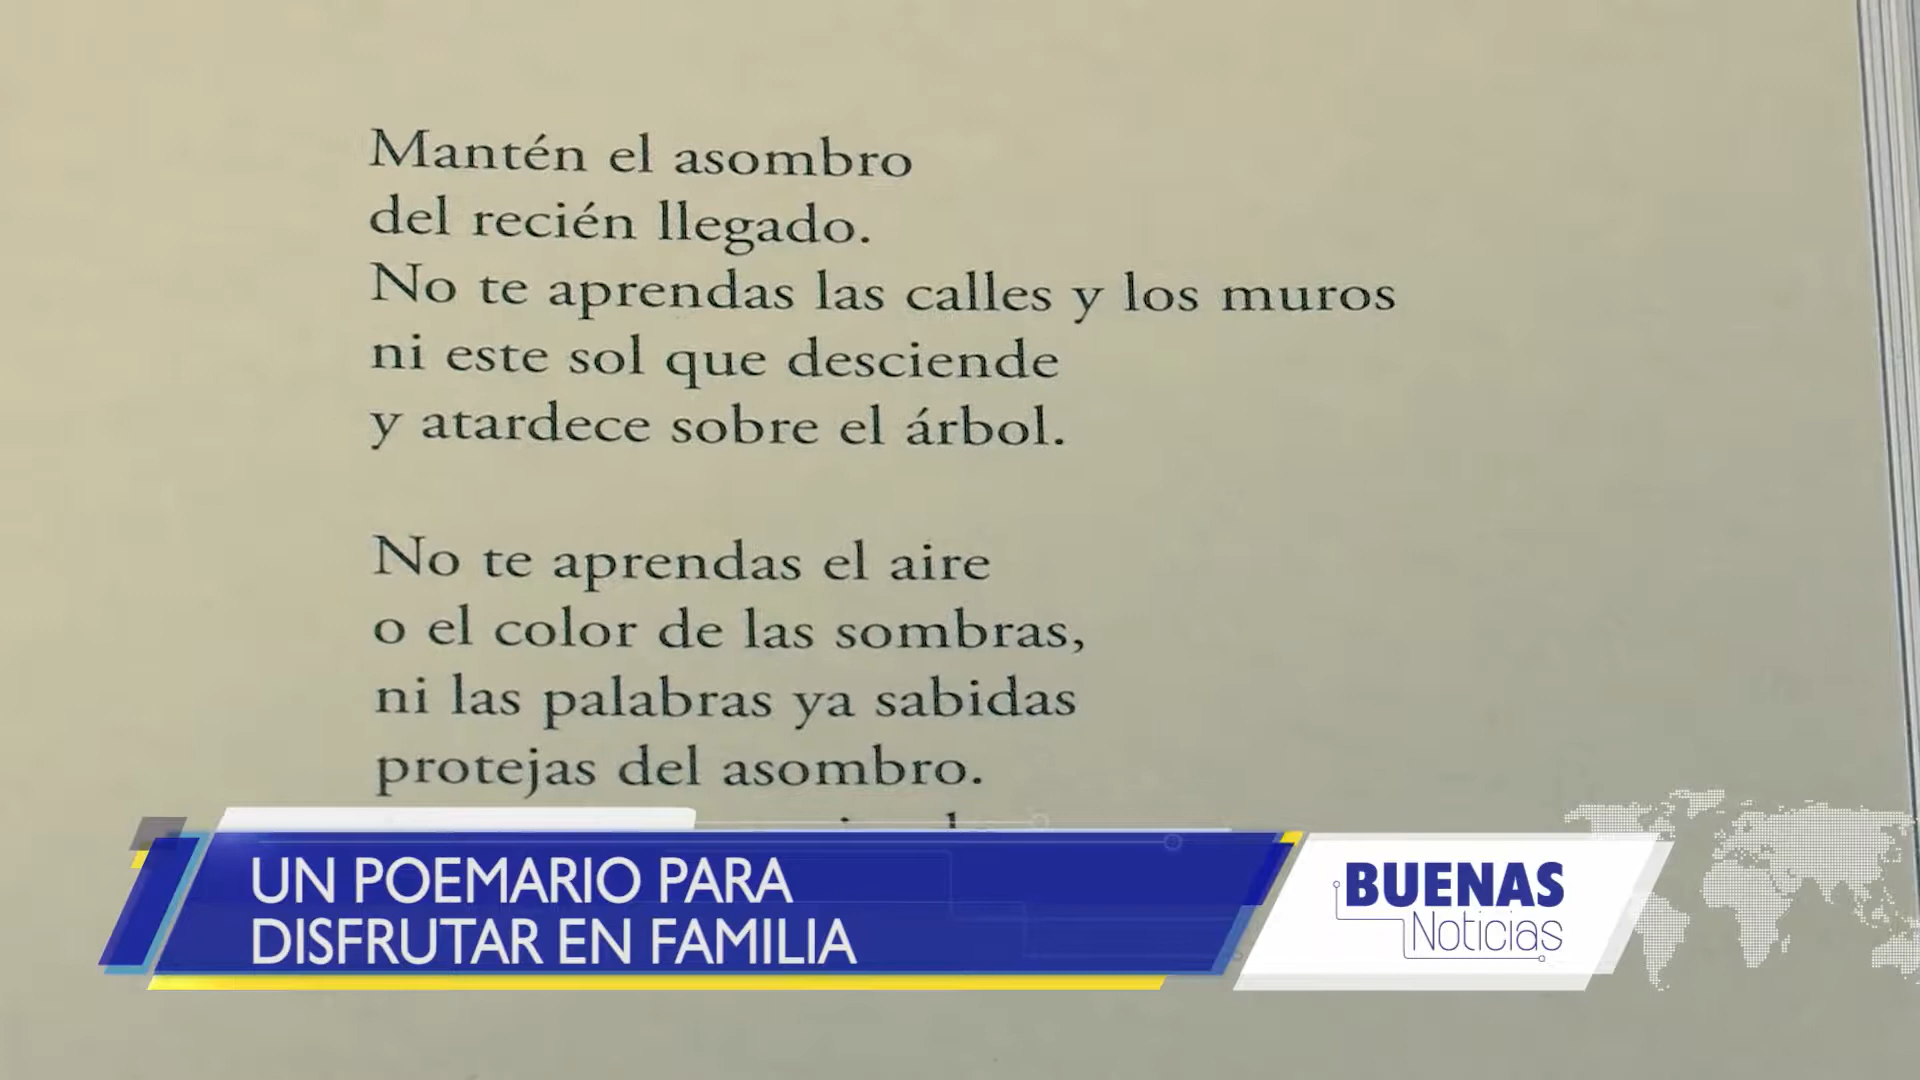 Mantén el asombro
del recién llegado.
No te aprendas las calles y los muros
ni este sol que desciende
y atardece sobre el árbol.
No te aprendas el aire
o el color de las sombras,
ni las palabras ya sabidas
protejas del asombro.
UN POEMARIO PARA
DISFRUTAR EN FAMILIA
BUENAS
Noticias